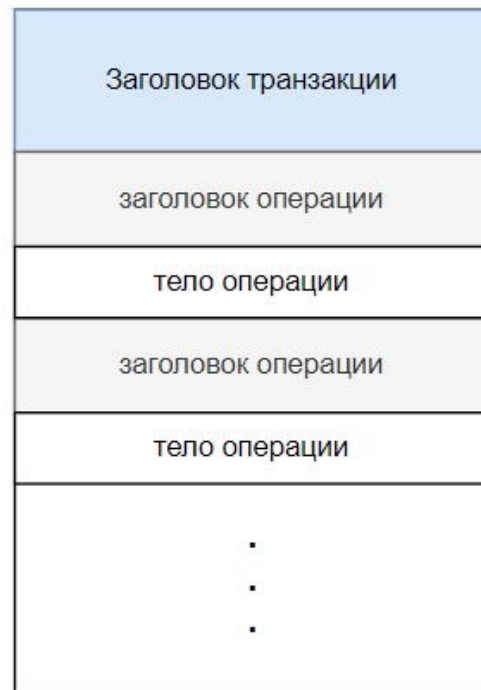 Заголовок транзакции
заголовок операции
тело операции
заголовок операции
тело операции
.
.
.